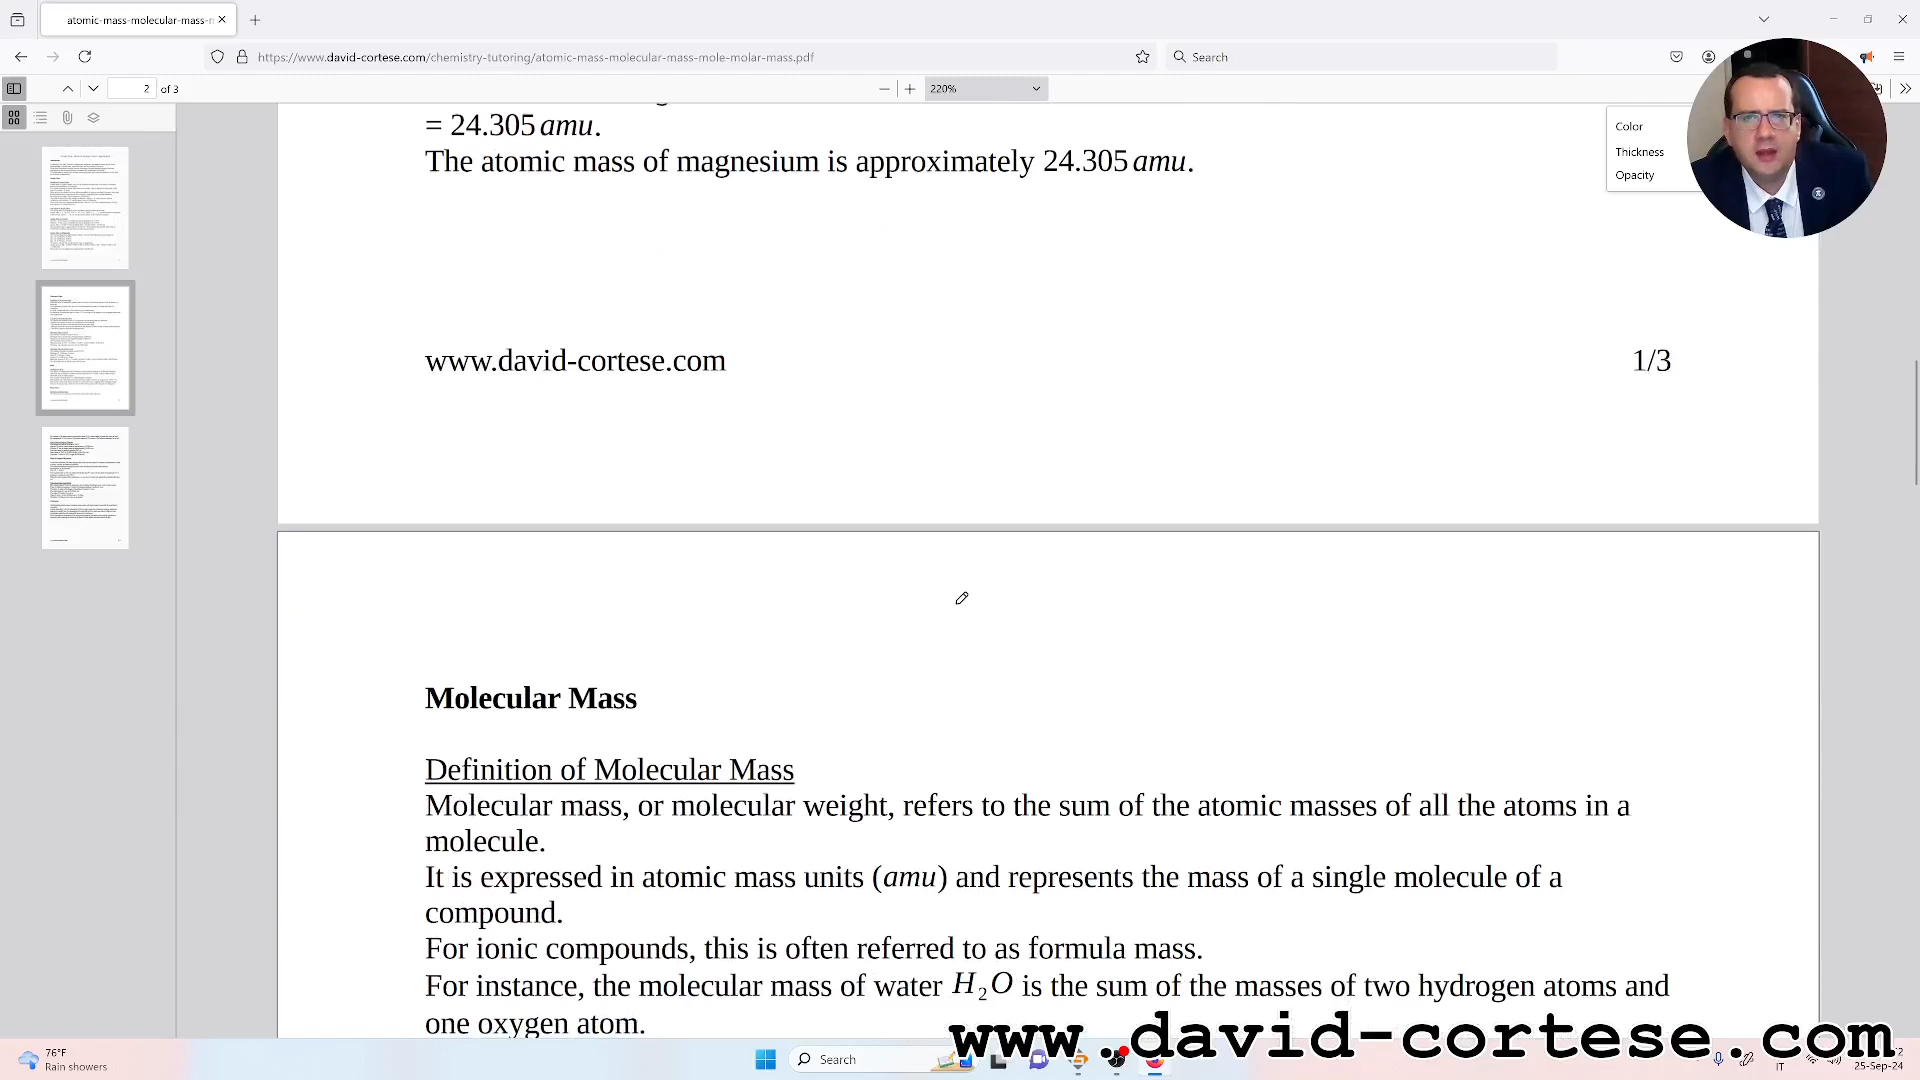 atomic-mass-molecular-mass-m
https://www.david-cortese.com/chemistry-tutoring/atomic-mass-molecular-mass-mole-molar-mass.pdf
Search
2 of 3
220%
Color
Thickness
Opacity
= 24.305 amu.
The atomic mass of magnesium is approximately 24.305 amu.
www.david-cortese.com 1/3
Molecular Mass
Definition of Molecular Mass
Molecular mass, or molecular weight, refers to the sum of the atomic masses of all the atoms in a
molecule.
It is expressed in atomic mass units (amu) and represents the mass of a single molecule of a
compound.
For ionic compounds, this is often referred to as formula mass.
For instance, the molecular mass of water H₂O is the sum of the masses of two hydrogen atoms and
one oxygen atom.
www.david-cortese.com
76°F
Rain showers
Search
IT
25-Sep-24